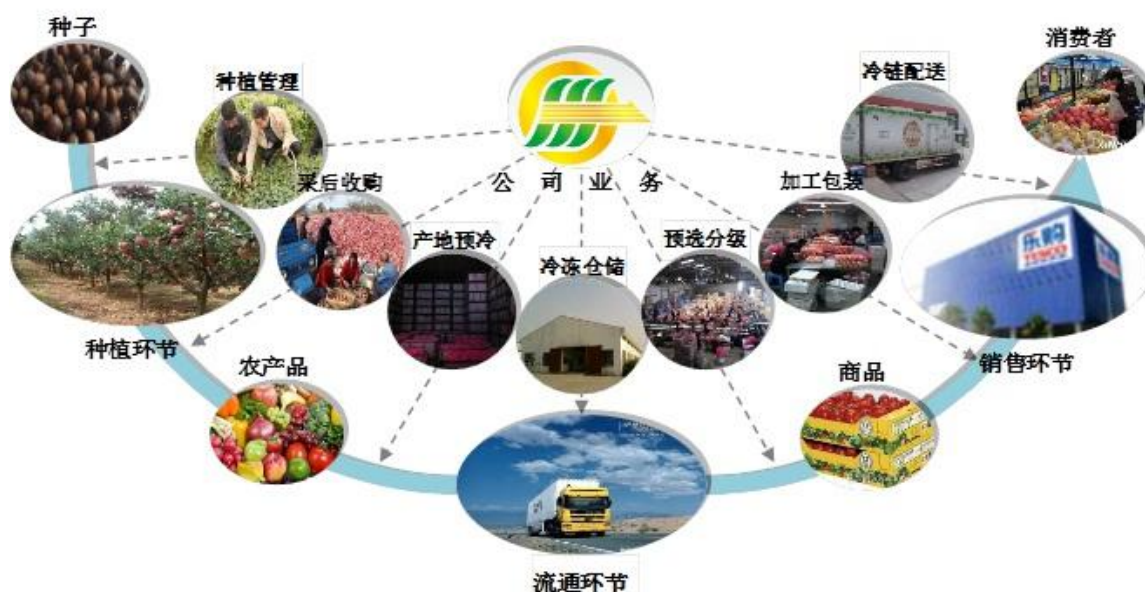 种子
消费者
种植管理
冷链配送
采后收购
公司业务
加工包装
产地预冷
冷冻仓储
预选分级
乐购
TESCO
种植环节
农产品
商品
销售环节
流通环节